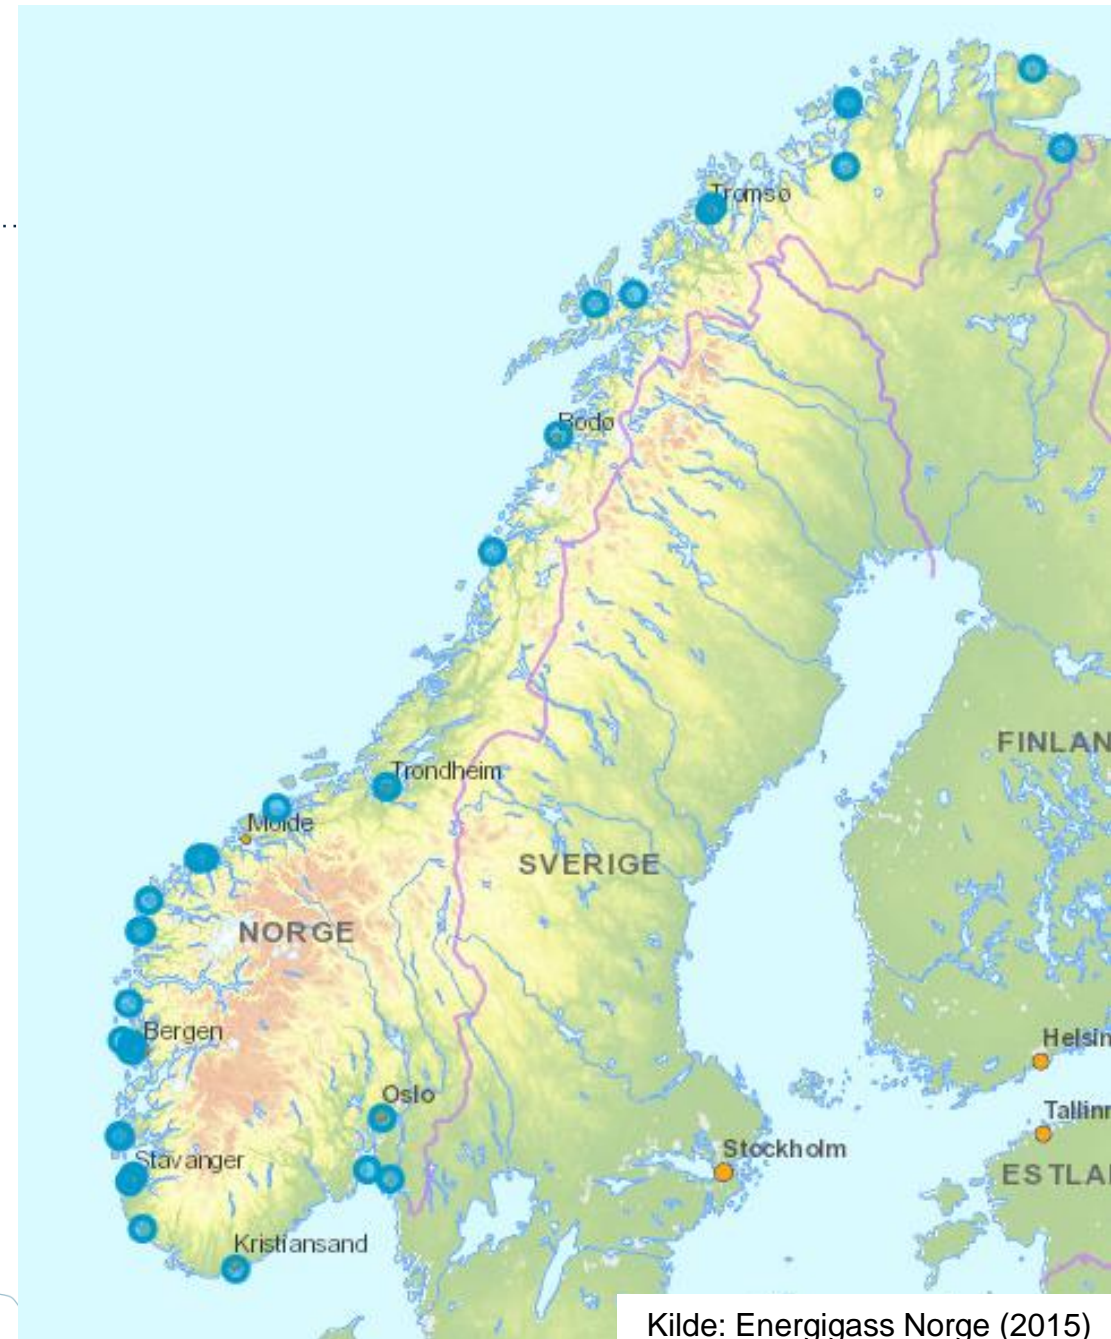 Tromsø
Bodø
Trondheim
Molde
FINLAN
SVERIGE
NORGE
Bergen
Helsin
Oslo
Tallinn
Stockholm
Stavanger
ESTLA
Kristiansand
Kilde: Energigass Norge (2015)